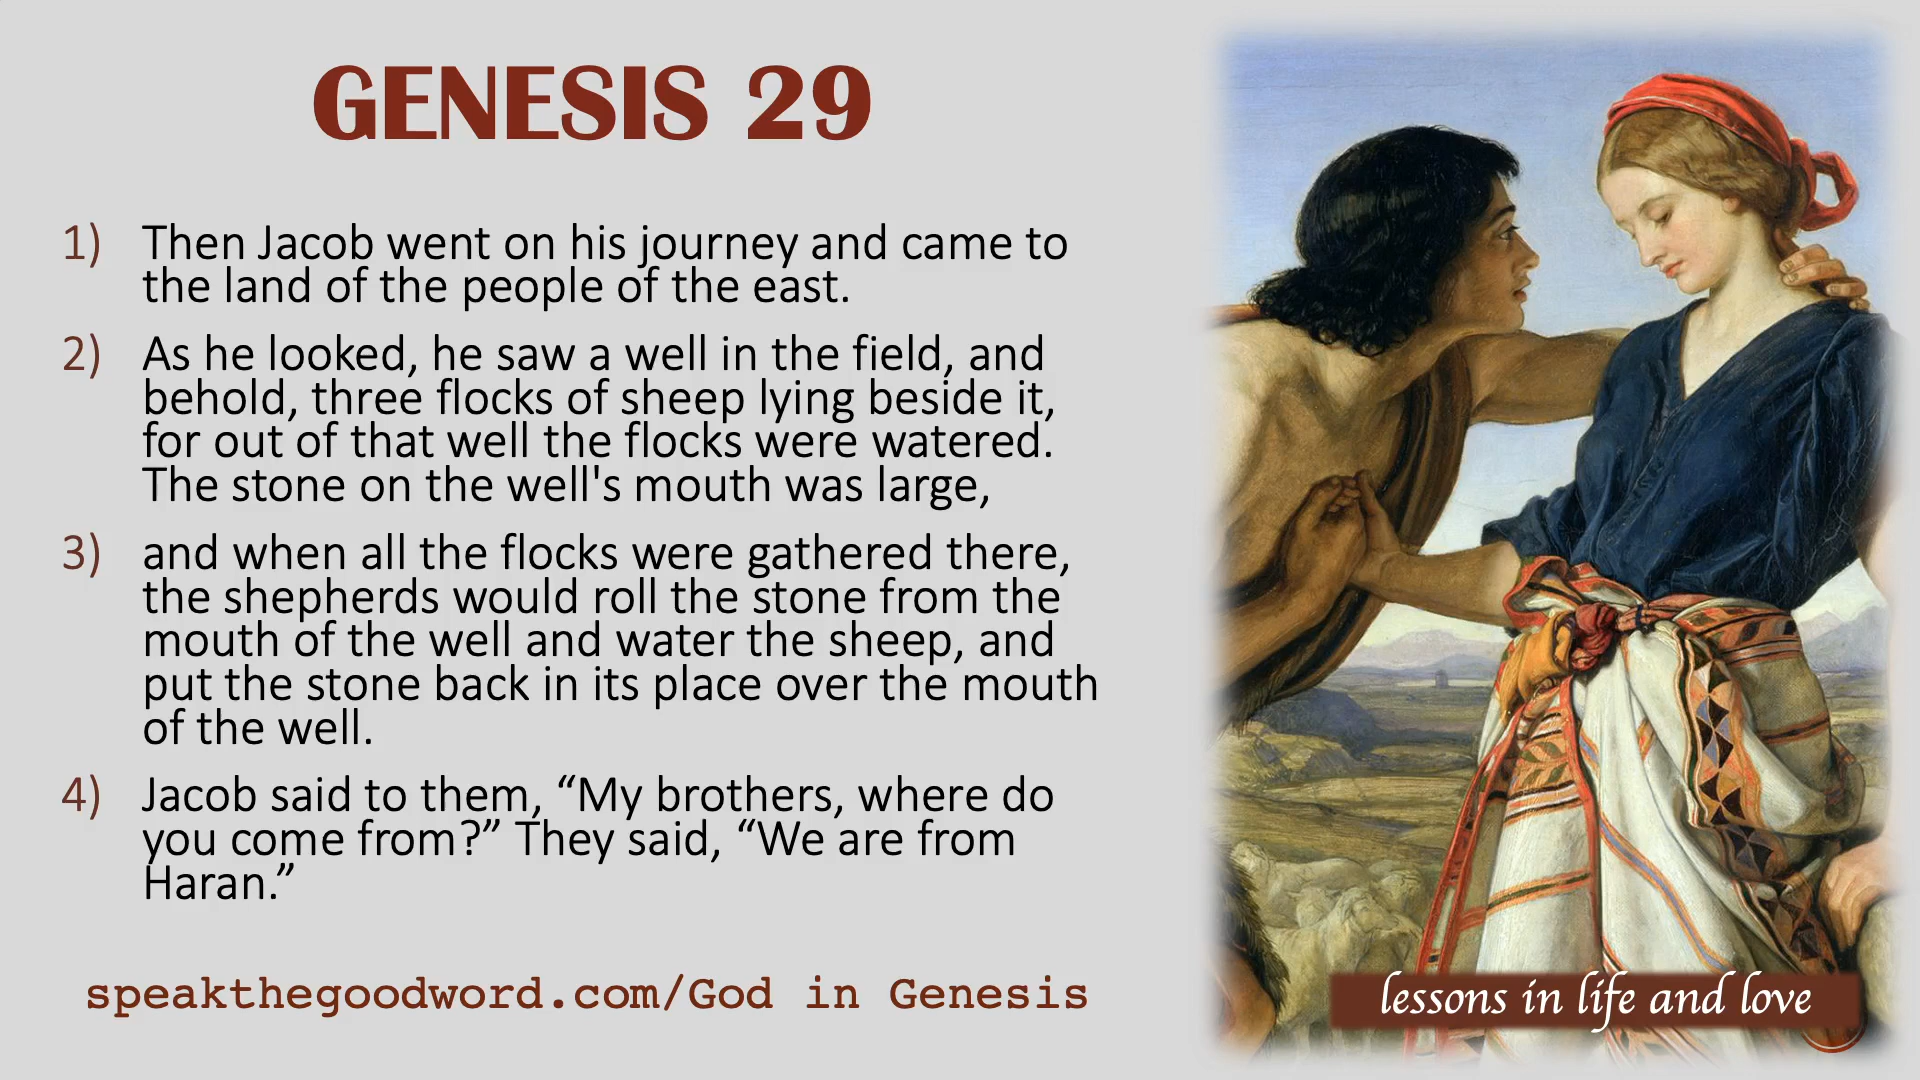 GENESIS 29
1) Then Jacob went on his journey and came to
the land of the people of the east.
2) As he looked, he saw a well in the field, and
behold, three flocks of sheep lying beside it,
for out of that well the flocks were watered.
The stone on the well's mouth was large,
3) and when all the flocks were gathered there,
the shepherds would roll the stone from the
mouth of the well and water the sheep, and
put the stone back in its place over the mouth
of the well.
4) Jacob said to them, “My brothers, where do
you come from?” They said, “We are from
Haran.”
speakthegoodword.com/God in Genesis
lessons in life and love